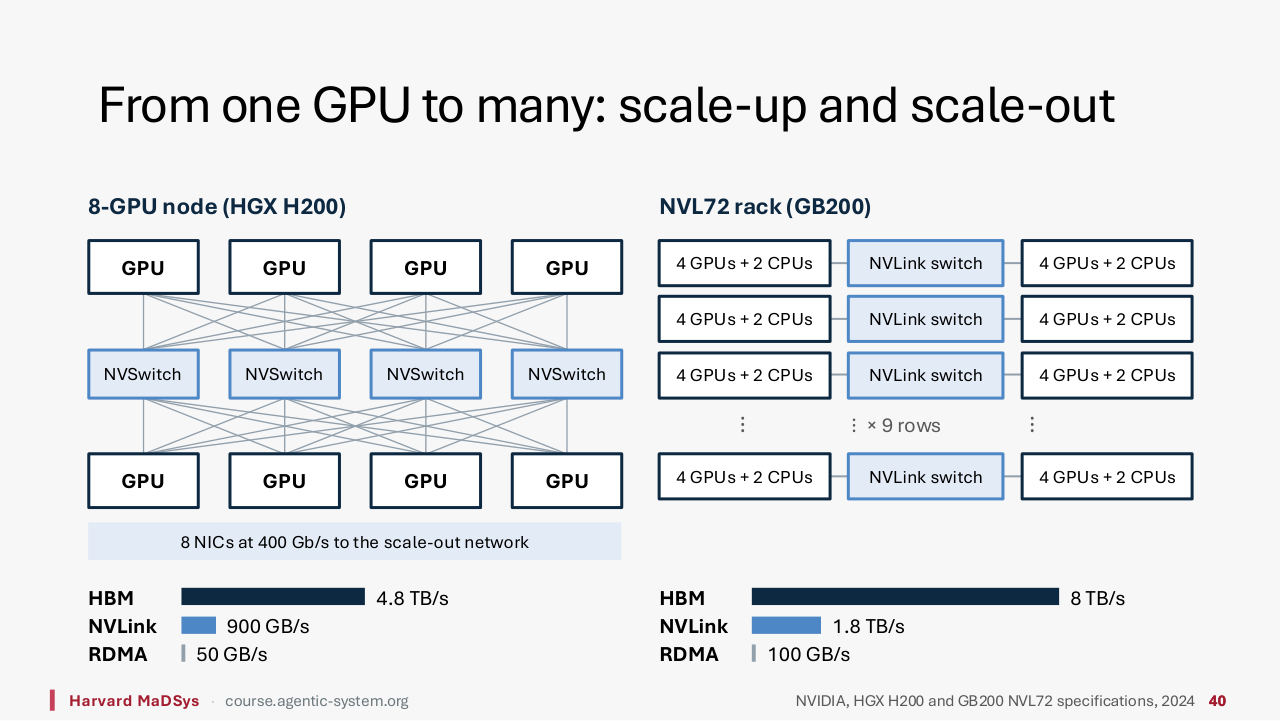 From one GPU to many: scale-up and scale-out
8-GPU node (HGX H200)
GPU GPU GPU GPU
NVSwitch NVSwitch NVSwitch NVSwitch
GPU GPU GPU GPU
8 NICs at 400 Gb/s to the scale-out network
HBM 4.8 TB/s
NVLink 900 GB/s
RDMA 50 GB/s
NVL72 rack (GB200)
4 GPUs + 2 CPUs NVLink switch 4 GPUs + 2 CPUs
4 GPUs + 2 CPUs NVLink switch 4 GPUs + 2 CPUs
4 GPUs + 2 CPUs NVLink switch 4 GPUs + 2 CPUs
⋮ ⋮ × 9 rows ⋮
4 GPUs + 2 CPUs NVLink switch 4 GPUs + 2 CPUs
HBM 8 TB/s
NVLink 1.8 TB/s
RDMA 100 GB/s
Harvard MaDSys · course.agentic-system.org
NVIDIA, HGX H200 and GB200 NVL72 specifications, 2024 40